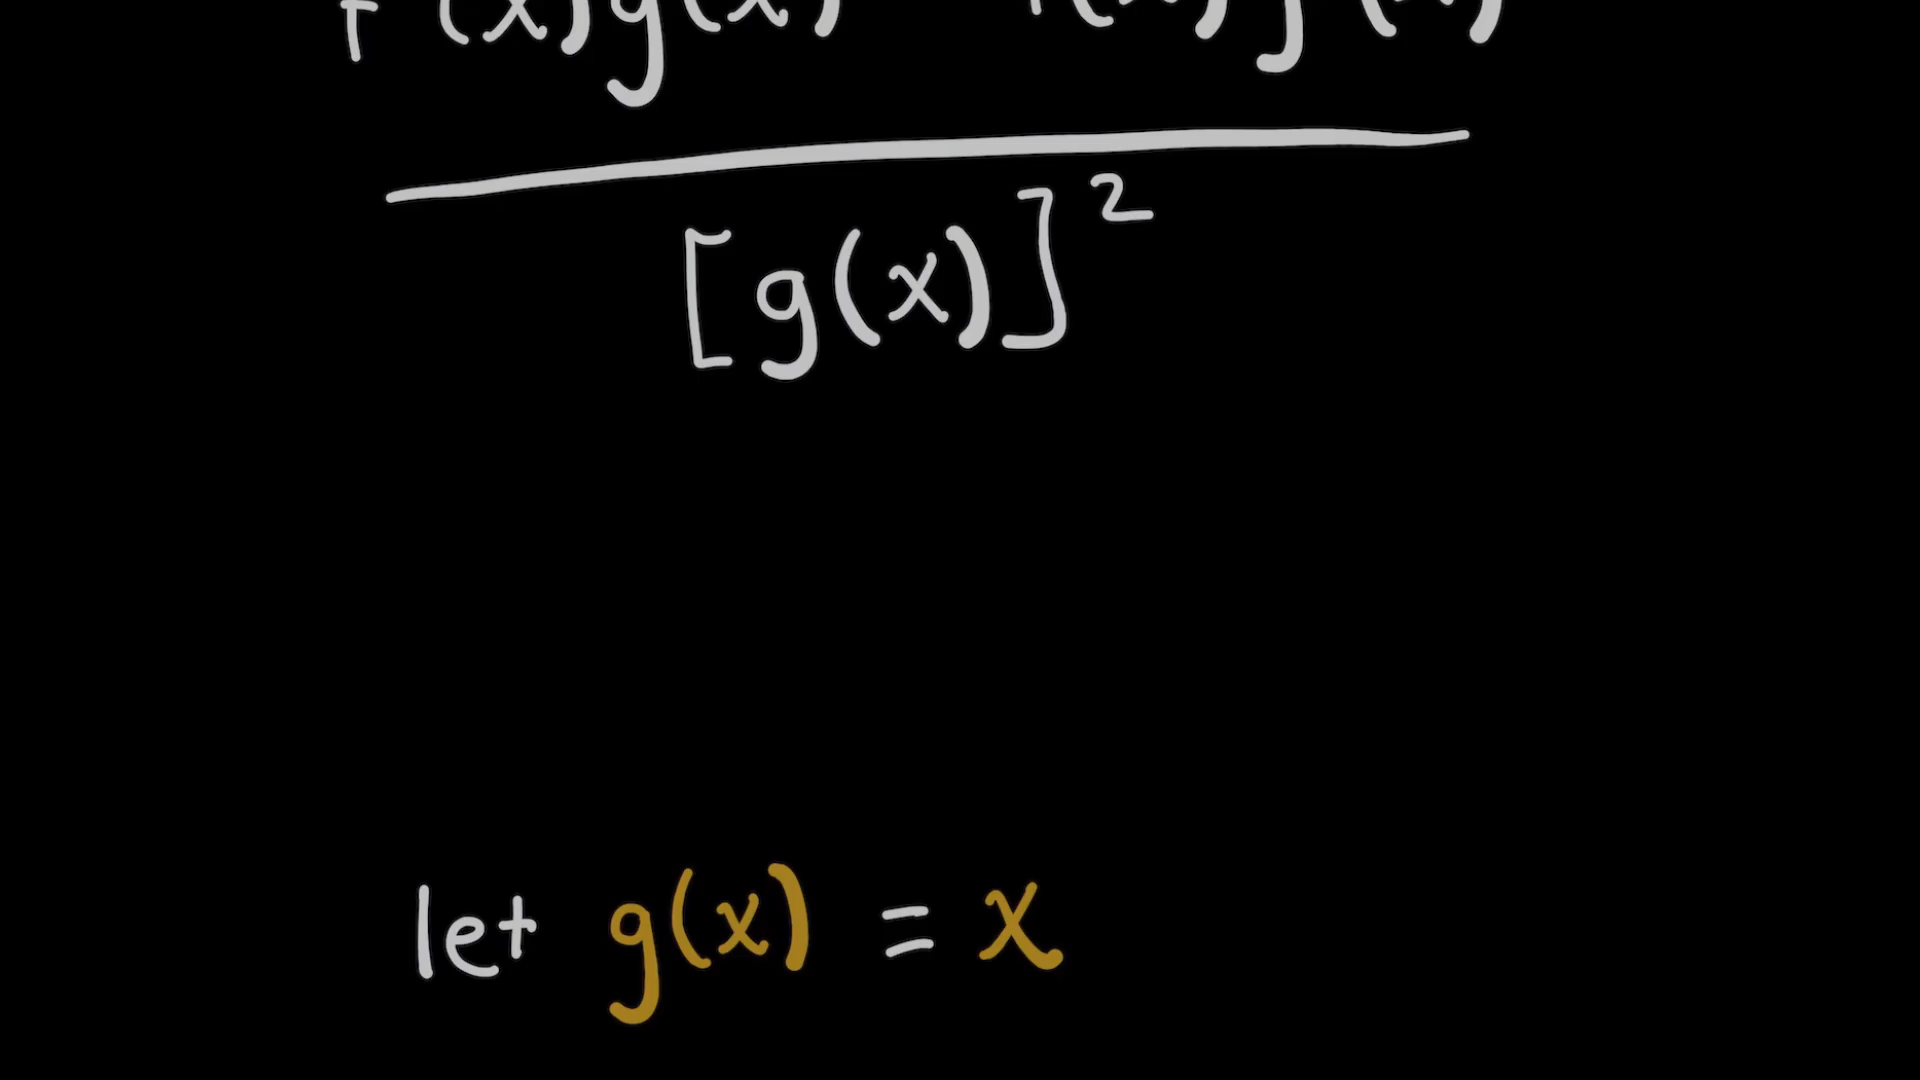 f'(x)g(x) - f(x)g'(x)
[g(x)]²
let g(x) = x